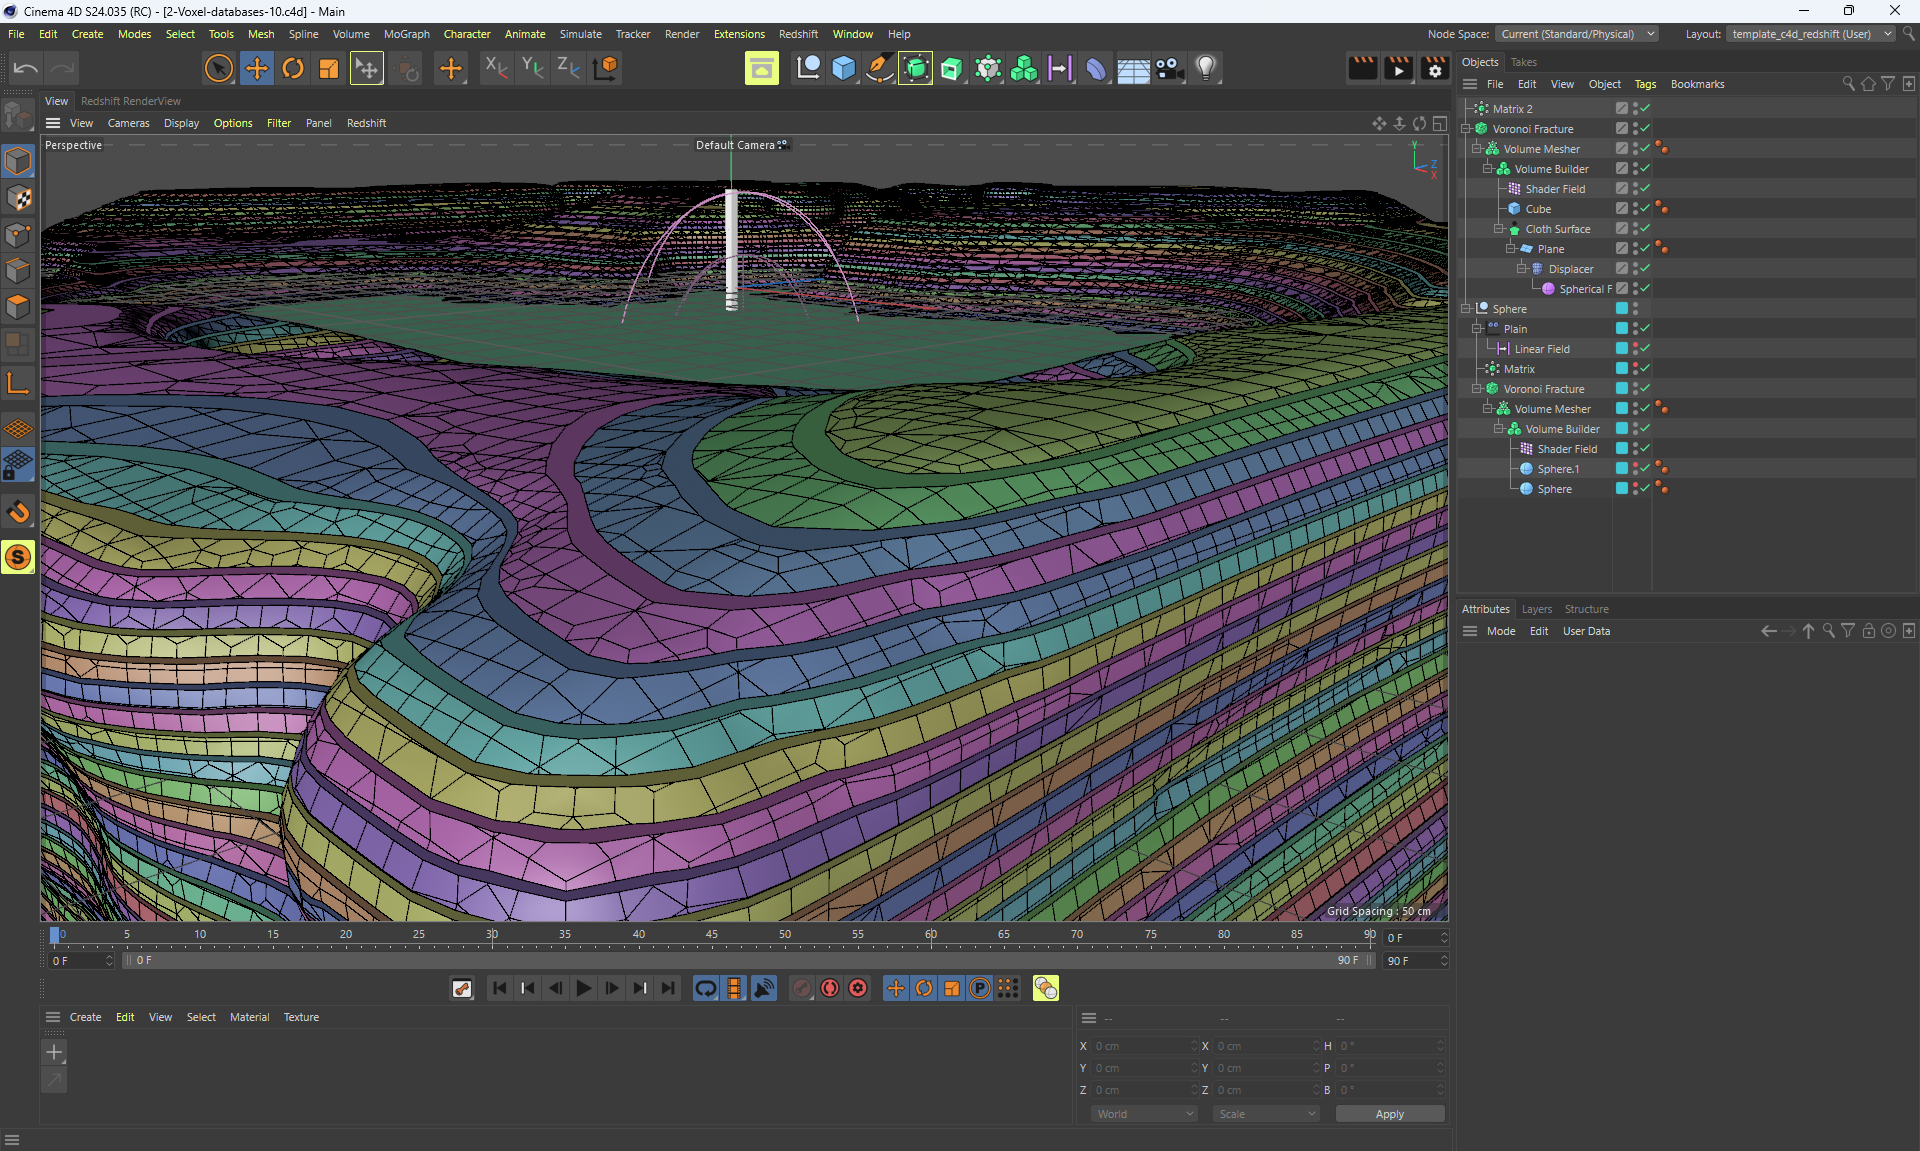 Cinema 4D S24.035 (RC) - [2-Voxel-databases-10.c4d] - Main
File Edit Create Modes Select Tools Mesh Spline Volume MoGraph Character Animate Simulate Tracker Render Extensions Redshift Window Help
Node Space: Current (Standard/Physical) Layout: template_c4d_redshift (User)
X Y Z
Objects Takes
File Edit View Object Tags Bookmarks
View Redshift RenderView
View Cameras Display Options Filter Panel Redshift
Perspective
Default Camera
Y
Z
X
Matrix 2
Voronoi Fracture
Volume Mesher
Volume Builder
Shader Field
Cube
Cloth Surface
Plane
Displacer
Spherical F
Sphere
Plain
Linear Field
Matrix
Voronoi Fracture
Volume Mesher
Volume Builder
Shader Field
Sphere.1
Sphere
S
Attributes Layers Structure
Mode Edit User Data
Grid Spacing : 50 cm
0 5 10 15 20 25 30 35 40 45 50 55 60 65 70 75 80 85 90 0 F
0 F 0 F 90 F 90 F
P
Create Edit View Select Material Texture
-- -- --
X 0 cm X 0 cm H 0 °
Y 0 cm Y 0 cm P 0 °
Z 0 cm Z 0 cm B 0 °
World Scale Apply